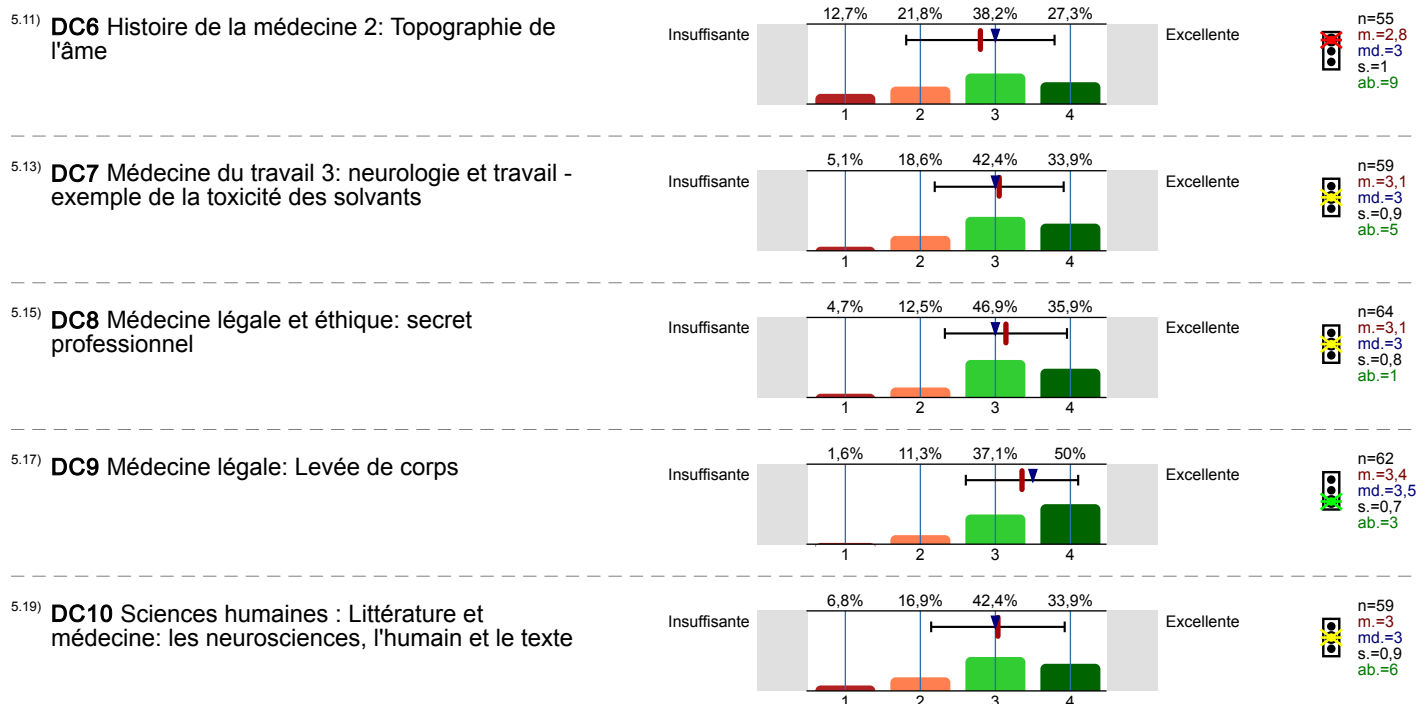 5.11) DC6 Histoire de la médecine 2: Topographie de
l'âme
Insuffisante
12,7% 21,8% 38,2% 27,3%
1 2 3 4
Excellente
n=55
m.=2,8
md.=3
s.=1
ab.=9
5.13) DC7 Médecine du travail 3: neurologie et travail -
exemple de la toxicité des solvants
Insuffisante
5,1% 18,6% 42,4% 33,9%
1 2 3 4
Excellente
n=59
m.=3,1
md.=3
s.=0,9
ab.=5
5.15) DC8 Médecine légale et éthique: secret
professionnel
Insuffisante
4,7% 12,5% 46,9% 35,9%
1 2 3 4
Excellente
n=64
m.=3,1
md.=3
s.=0,8
ab.=1
5.17) DC9 Médecine légale: Levée de corps
Insuffisante
1,6% 11,3% 37,1% 50%
1 2 3 4
Excellente
n=62
m.=3,4
md.=3,5
s.=0,7
ab.=3
5.19) DC10 Sciences humaines : Littérature et
médecine: les neurosciences, l'humain et le texte
Insuffisante
6,8% 16,9% 42,4% 33,9%
1 2 3 4
Excellente
n=59
m.=3
md.=3
s.=0,9
ab.=6